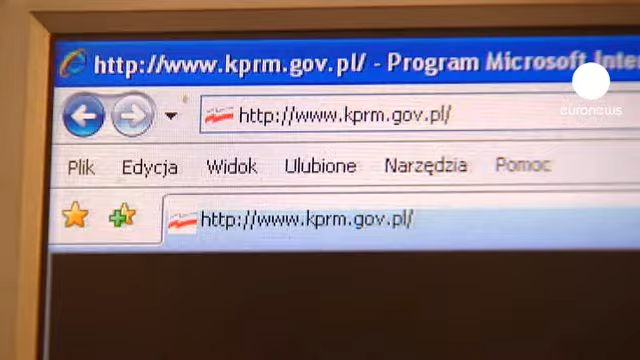 http://www.kprm.gov.pl/ - Program Microsoft Inte
http://www.kprm.gov.pl/
euronews
Plik Edycja Widok Ulubione Narzędzia Pomoc
http://www.kprm.gov.pl/